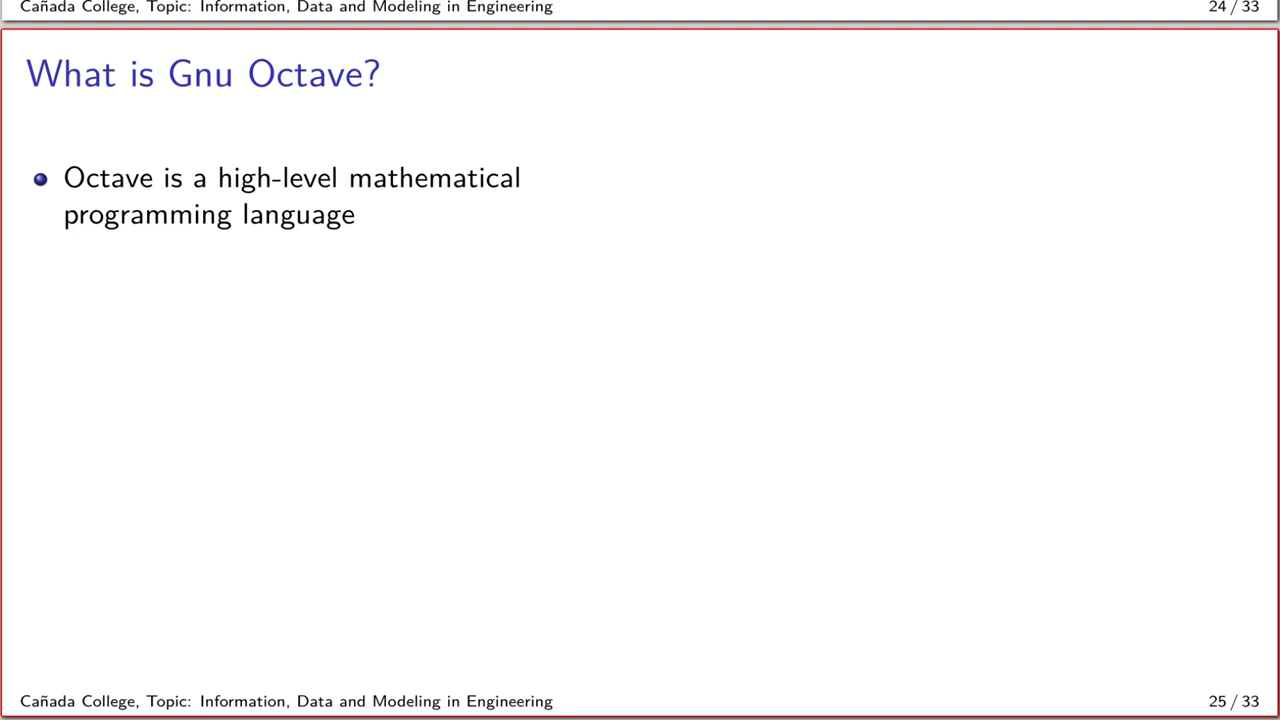 Cañada College, Topic: Information, Data and Modeling in Engineering 24 / 33
What is Gnu Octave?
Octave is a high-level mathematical
programming language
Cañada College, Topic: Information, Data and Modeling in Engineering 25 / 33